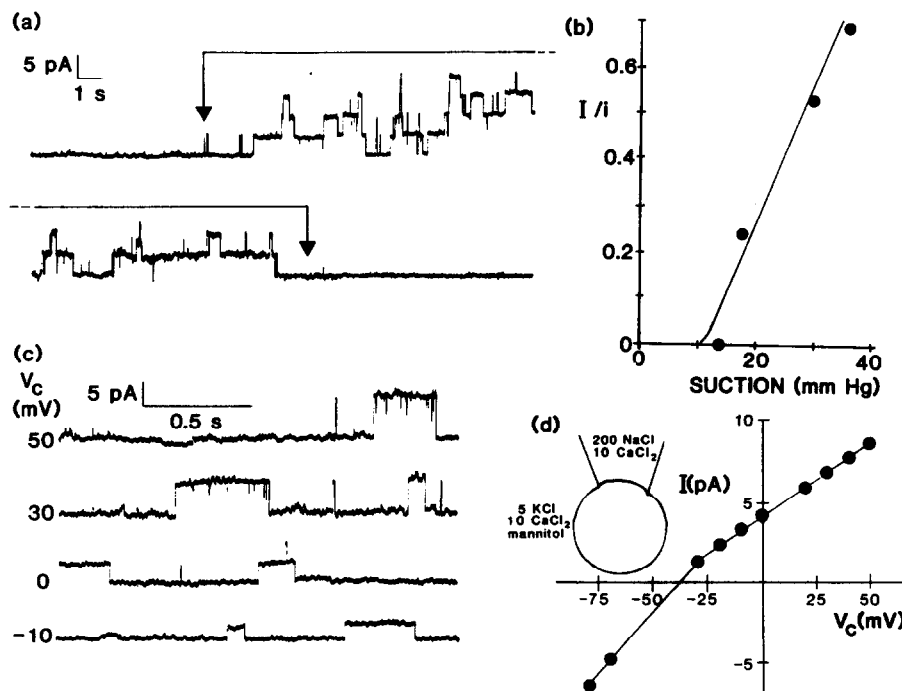 (a)
5 pA
1 s
(b)
0.6
I/i
0.4
0.2
0
0 20 40
SUCTION (mm Hg)
(c)
V_C
(mV)
5 pA
0.5 s
50
30
0
-10
(d)
200 NaCl
10 CaCl₂
5 KCl
10 CaCl₂
mannitol
I(pA)
10
5
-75 -50 -25 0 25 50
V_C(mV)
-5